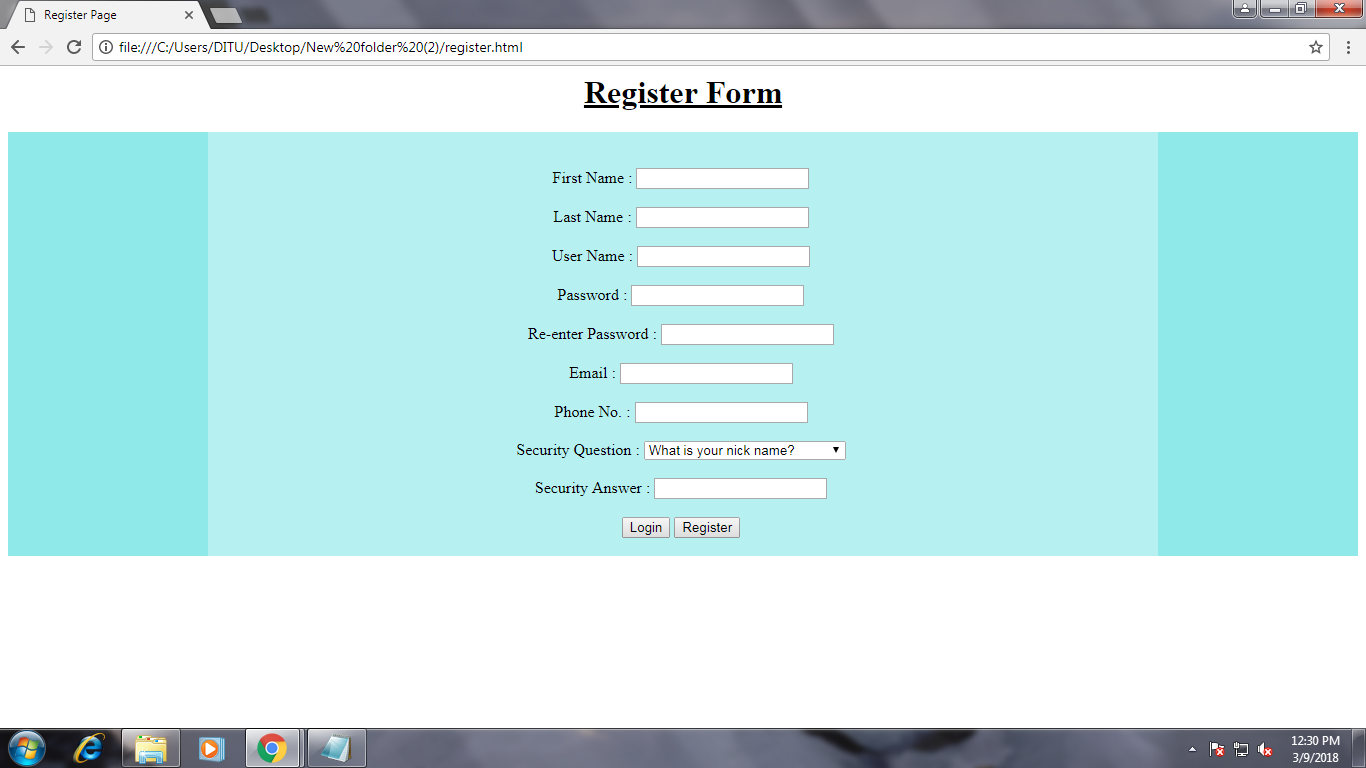 Register Page
file:///C:/Users/DITU/Desktop/New%20folder%20(2)/register.html
Register Form
First Name :
Last Name :
User Name :
Password :
Re-enter Password :
Email :
Phone No. :
Security Question : What is your nick name?
Security Answer :
Login Register
12:30 PM
3/9/2018